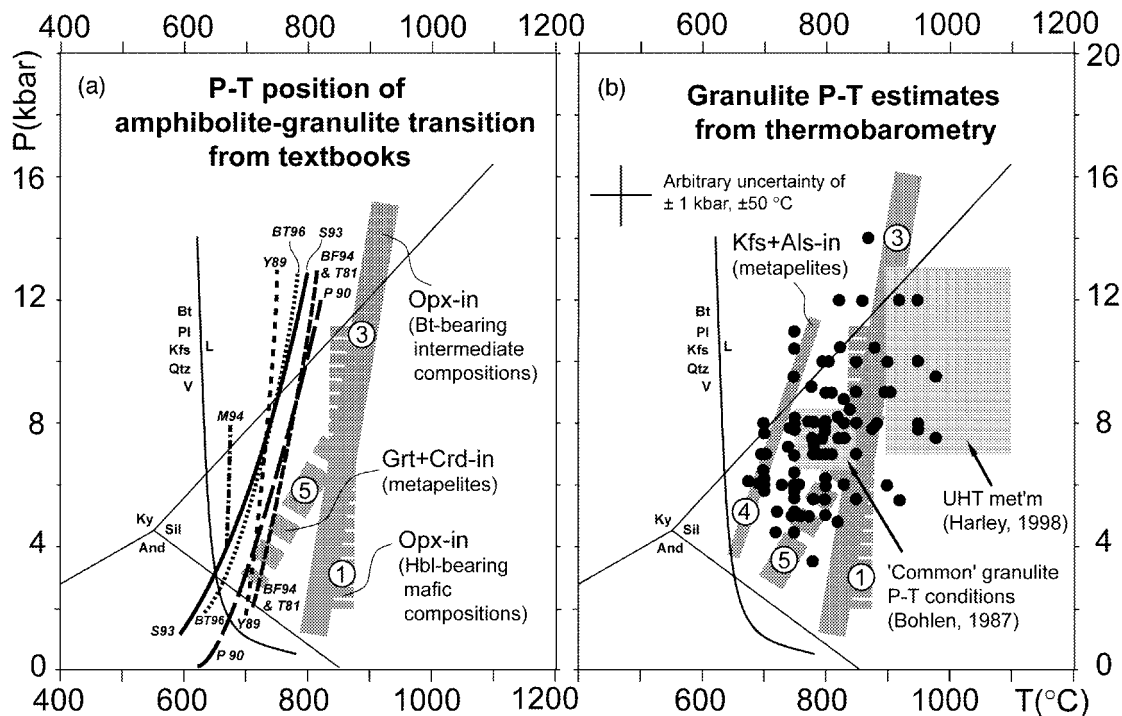 400 600 800 1000 1200
400 600 800 1000 1200
P(kbar)
20
16
12
8
4
0
(a)
P-T position of
amphibolite-granulite transition
from textbooks
BT96
S93
Y89
BF94
& T81
P 90
Bt
Pl
Kfs
Qtz
V
L
M94
Opx-in
(Bt-bearing
intermediate
compositions)
3
Grt+Crd-in
(metapelites)
5
Ky
Sil
And
Opx-in
(Hbl-bearing
mafic
compositions)
1
BF94
& T81
Y89
BT96
S93
P 90
400 600 800 1000 1200
(b)
Granulite P-T estimates
from thermobarometry
Arbitrary uncertainty of
± 1 kbar, ±50 °C
Kfs+Als-in
(metapelites)
3
Bt
Pl
Kfs
Qtz
V
L
UHT met'm
(Harley, 1998)
4
5
1
Ky
Sil
And
'Common' granulite
P-T conditions
(Bohlen, 1987)
20
16
12
8
4
0
400 600 800 1000 T(°C)